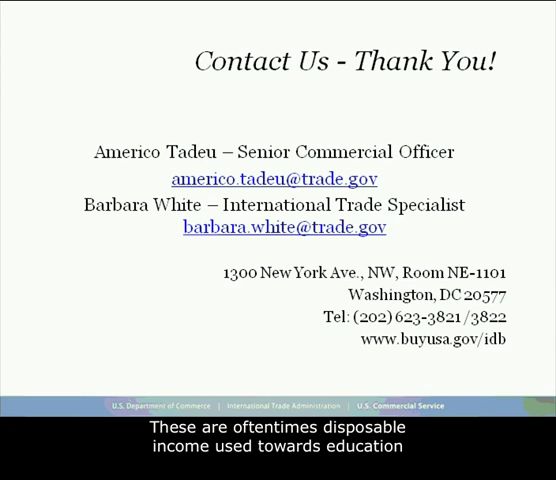 Contact Us - Thank You!
Americo Tadeu – Senior Commercial Officer
americo.tadeu@trade.gov
Barbara White – International Trade Specialist
barbara.white@trade.gov
1300 New York Ave., NW, Room NE-1101
Washington, DC 20577
Tel: (202) 623-3821 /3822
www.buyusa.gov/idb
U.S. Department of Commerce | International Trade Administration | U.S. Commercial Service
These are oftentimes disposable
income used towards education